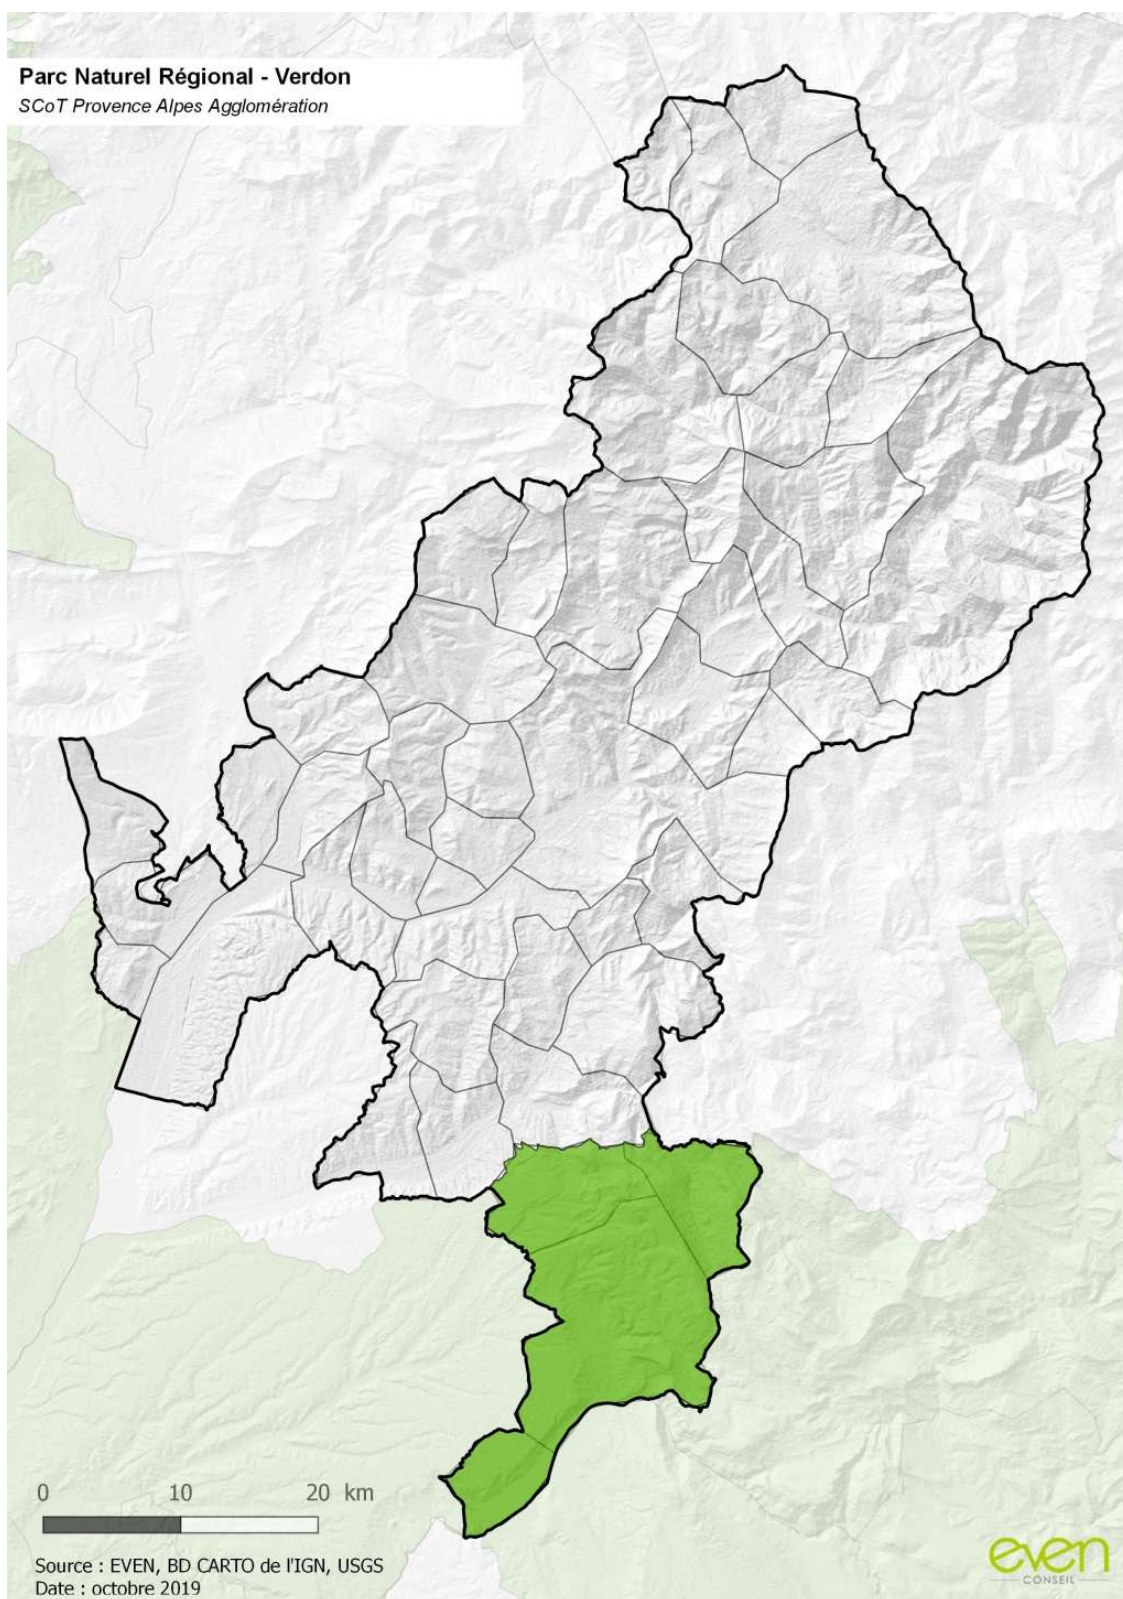 Parc Naturel Régional - Verdon
SCoT Provence Alpes Agglomération
0 10 20 km
Source : EVEN, BD CARTO de l'IGN, USGS
Date : octobre 2019
even
CONSEIL